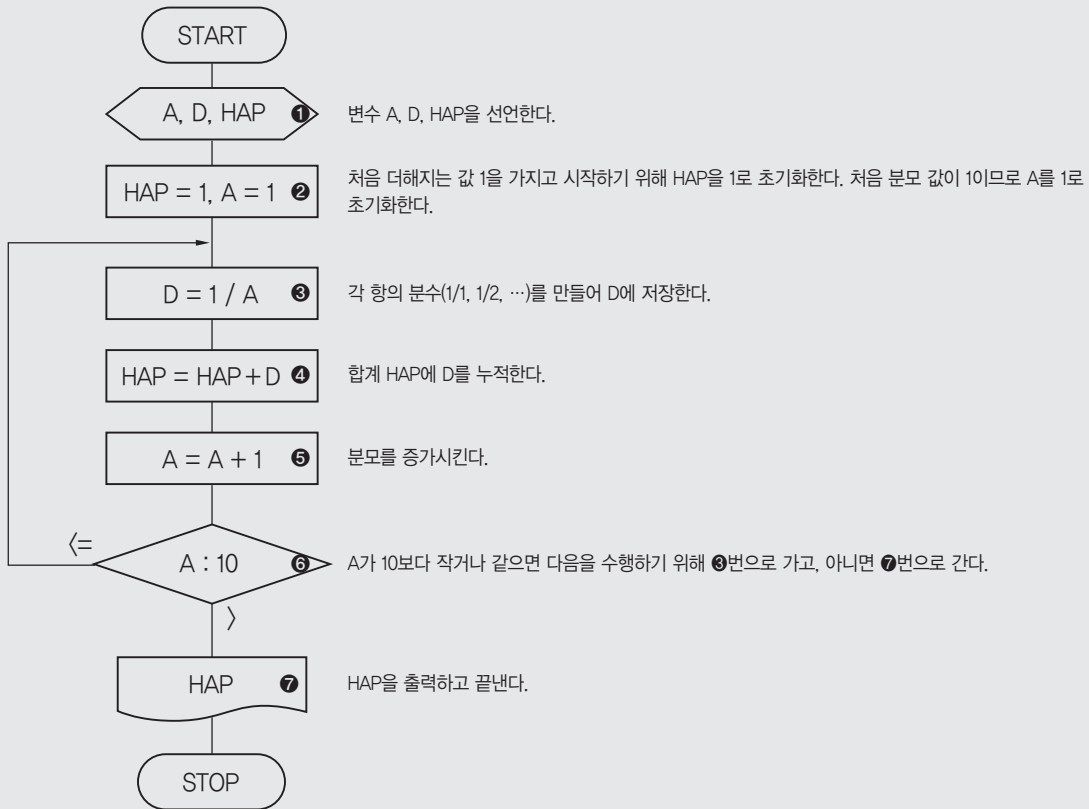 START
A, D, HAP ❶
변수 A, D, HAP을 선언한다.
HAP = 1, A = 1 ❷
처음 더해지는 값 1을 가지고 시작하기 위해 HAP을 1로 초기화한다. 처음 분모 값이 1이므로 A를 1로
초기화한다.
D = 1 / A ❸
각 항의 분수(1/1, 1/2, …)를 만들어 D에 저장한다.
HAP = HAP + D ❹
합계 HAP에 D를 누적한다.
A = A + 1 ❺
분모를 증가시킨다.
〈=
A : 10 ❻
A가 10보다 작거나 같으면 다음을 수행하기 위해 ❸번으로 가고, 아니면 ❼번으로 간다.
〉
HAP ❼
HAP을 출력하고 끝낸다.
STOP